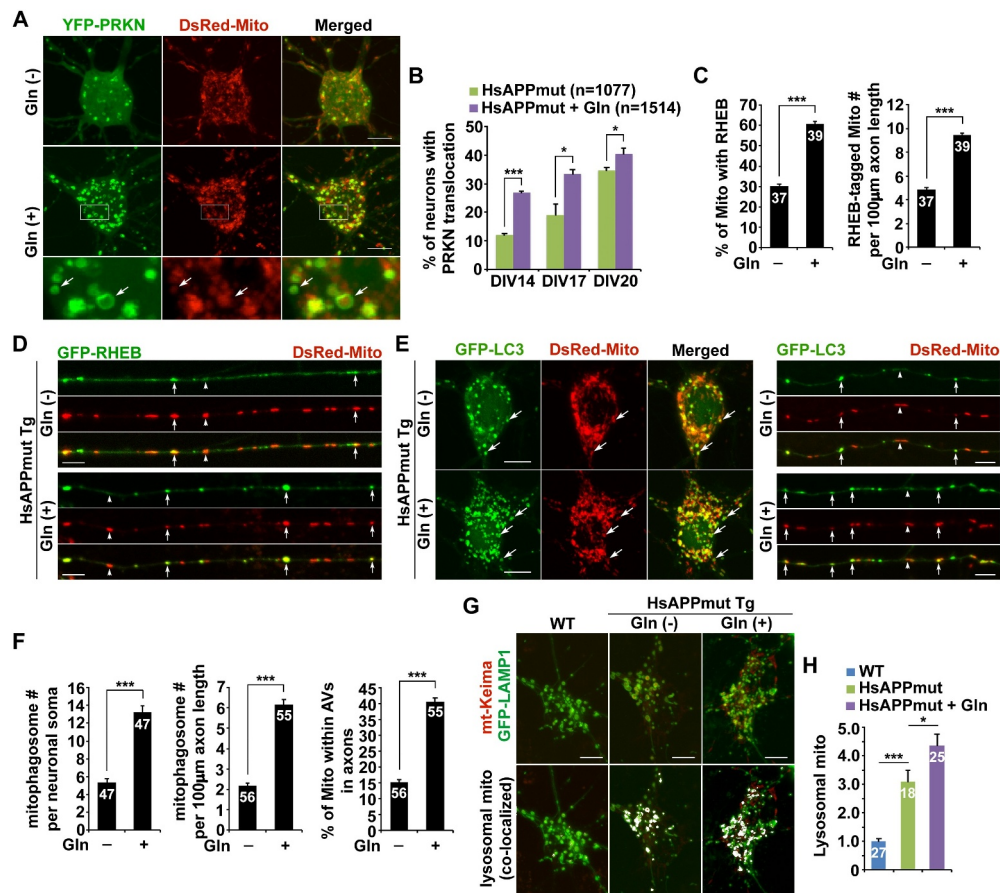 A
YFP-PRKN DsRed-Mito Merged
Gln (-)
Gln (+)
B
HsAPPmut (n=1077)
HsAPPmut + Gln (n=1514)
% of neurons with
PRKN translocation
50
40
30
20
10
0
***
*
*
DIV14 DIV17 DIV20
C
% of Mito with RHEB
70
60
50
40
30
20
10
0
***
37
39
Gln – +
RHEB-tagged Mito #
per 100µm axon length
12
10
8
6
4
2
0
***
37
39
Gln – +
D
GFP-RHEB DsRed-Mito
HsAPPmut Tg
Gln (-)
Gln (+)
E
GFP-LC3 DsRed-Mito Merged
HsAPPmut Tg
Gln (-)
Gln (+)
GFP-LC3 DsRed-Mito
Gln (-)
Gln (+)
F
mitophagosome #
per neuronal soma
16
14
12
10
8
6
4
2
0
***
47
47
Gln – +
mitophagosome #
per 100µm axon length
8
7
6
5
4
3
2
1
0
***
56
55
Gln – +
% of Mito within AVs
in axons
45
40
35
30
25
20
15
10
5
0
***
56
55
Gln – +
G
HsAPPmut Tg
WT Gln (-) Gln (+)
mt-Keima
GFP-LAMP1
lysosomal mito
(co-localized)
H
WT
HsAPPmut
HsAPPmut + Gln
Lysosomal mito
5.0
4.0
3.0
2.0
1.0
0
***
*
27
18
25